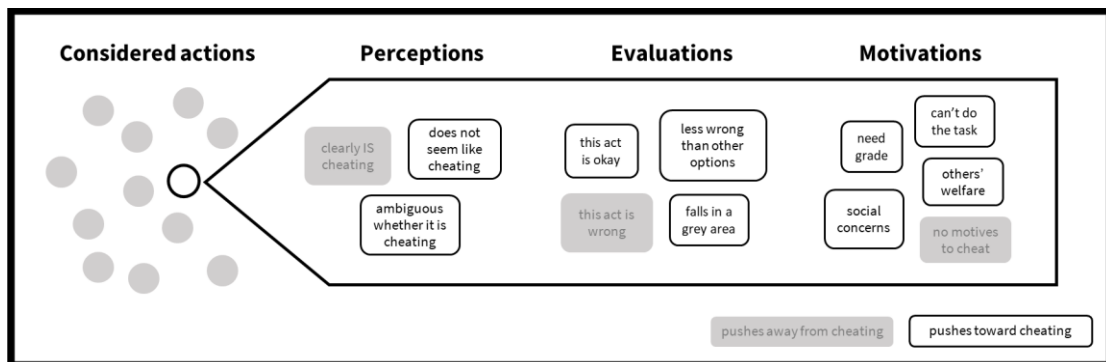 Considered actions
Perceptions
Evaluations
Motivations
clearly IS
cheating
does not
seem like
cheating
ambiguous
whether it is
cheating
this act
is okay
less wrong
than other
options
this act is
wrong
falls in a
grey area
need
grade
can't do
the task
others'
welfare
social
concerns
no motives
to cheat
pushes away from cheating
pushes toward cheating